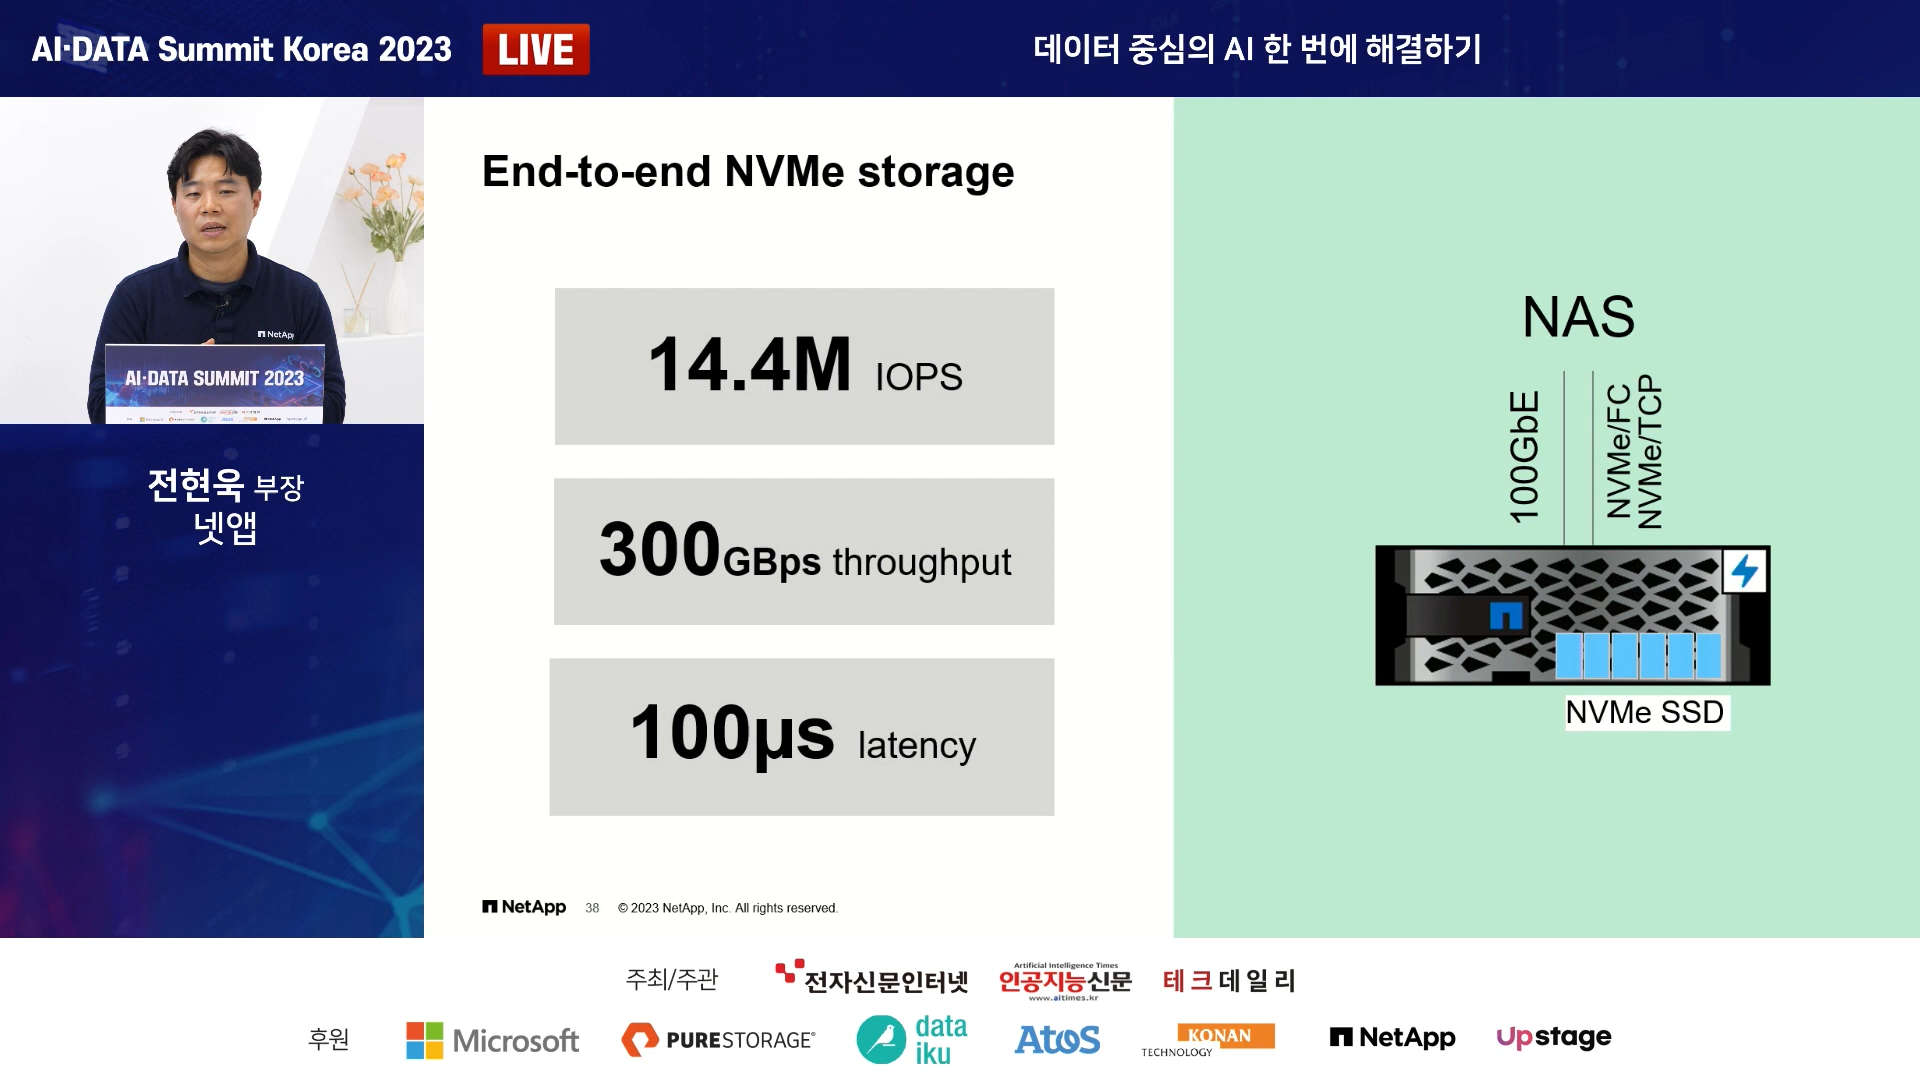 AI·DATA Summit Korea 2023 LIVE
데이터 중심의 AI 한 번에 해결하기
NetApp
AI·DATA SUMMIT 2023
전현욱 부장
넷앱
End-to-end NVMe storage
14.4M IOPS
300GBps throughput
100µs latency
NAS
100GbE
NVMe/FC
NVMe/TCP
NVMe SSD
NetApp 38 © 2023 NetApp, Inc. All rights reserved.
주최/주관
전자신문인터넷
Artificial Intelligence Times
인공지능신문
www.aitimes.kr
테크데일리
후원
Microsoft
PURESTORAGE®
data
iku
Atos
KONAN
TECHNOLOGY
NetApp
Upstage